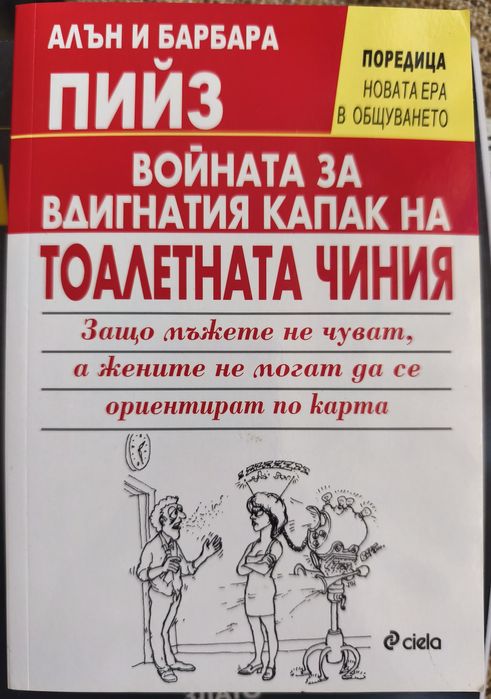 АЛЪН И БАРБАРА
ПИЙЗ
ПОРЕДИЦА
НОВАТА ЕРА
В ОБЩУВАНЕТО
ВОЙНАТА ЗА
ВДИГНАТИЯ КАПАК НА
ТОАЛЕТНАТА ЧИНИЯ
Защо мъжете не чуват,
а жените не могат да се
ориентират по карта
ciela
ЗЛАТО